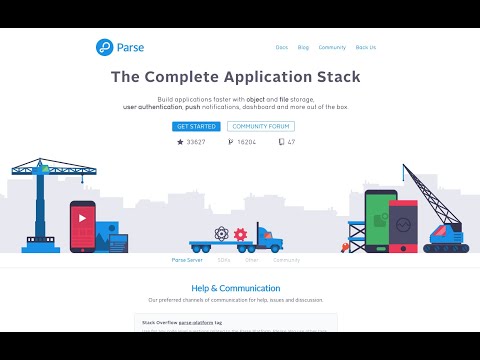 Parse
Docs Blog Community Back Us
The Complete Application Stack
Build applications faster with object and file storage,
user authentication, push notifications, dashboard and more out of the box
GET STARTED COMMUNITY FORUM
33627 16204 47
Parse Server SDKs Other Community
Help & Communication
Our preferred channels of communication for help, issues and disscussion.
Stack Overflow parse-platform tag